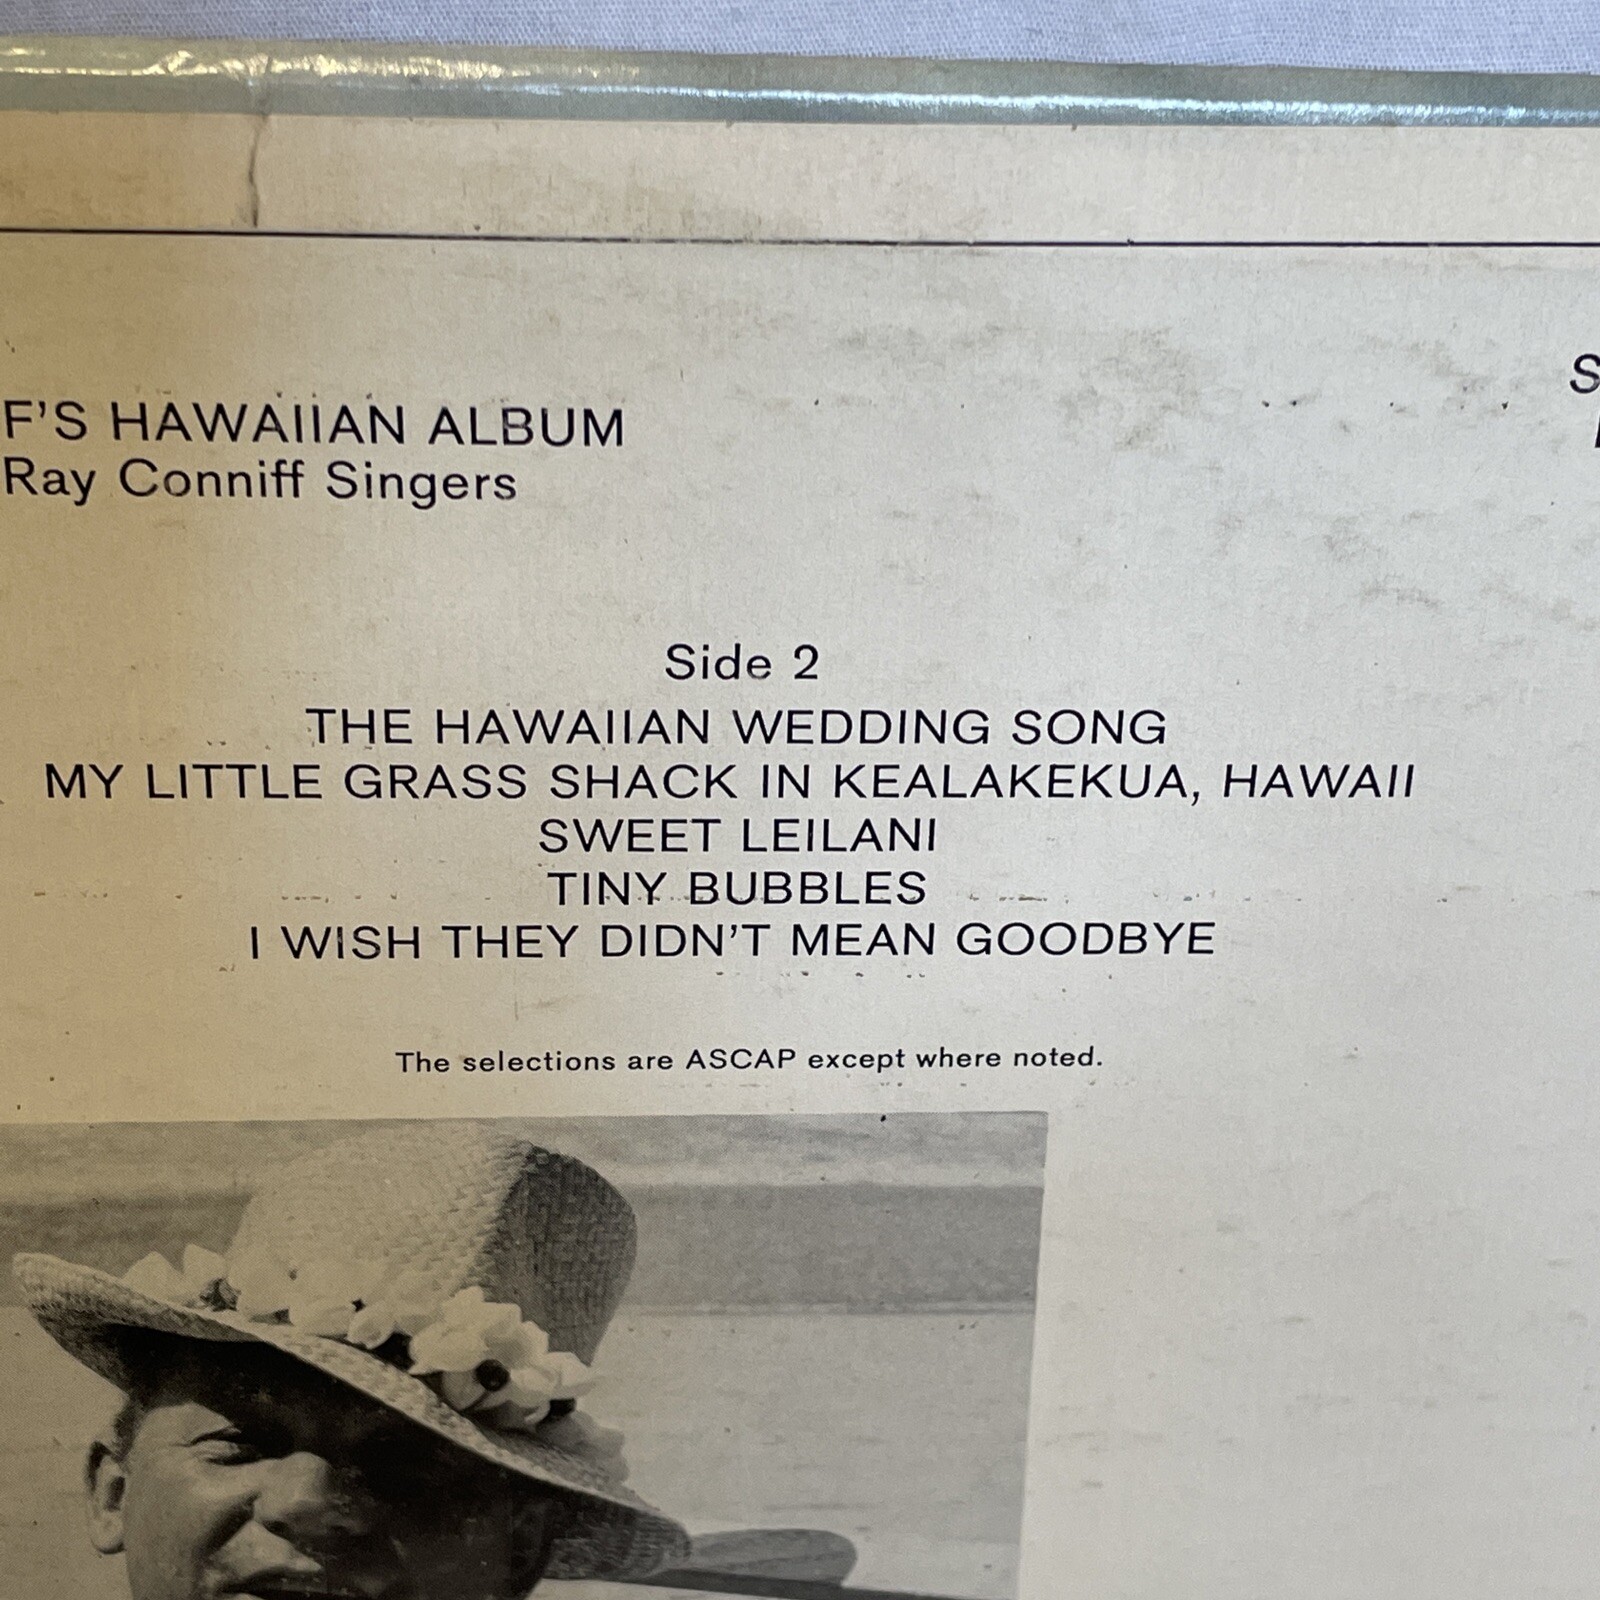 F'S HAWAIIAN ALBUM
Ray Conniff Singers
Side 2
THE HAWAIIAN WEDDING SONG
MY LITTLE GRASS SHACK IN KEALAKEKUA, HAWAII
SWEET LEILANI
TINY BUBBLES
I WISH THEY DIDN'T MEAN GOODBYE
The selections are ASCAP except where noted.